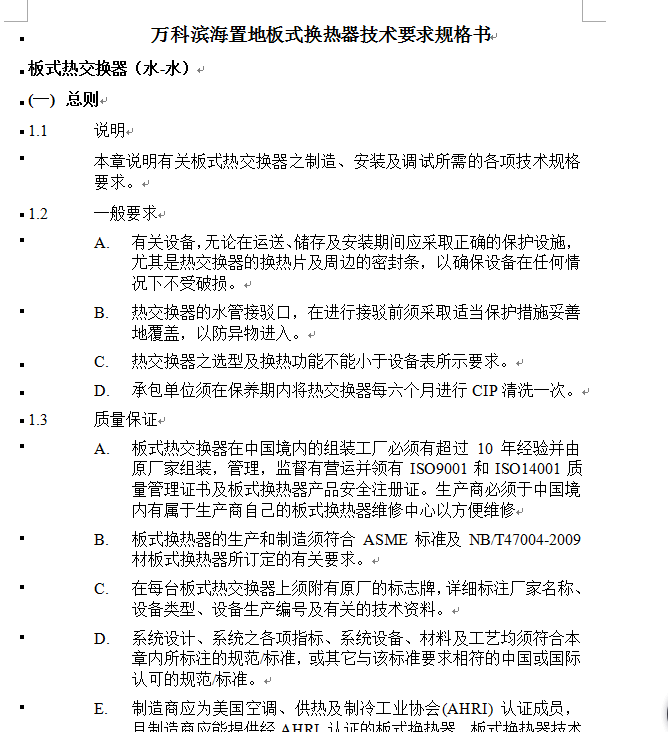 万科滨海置地板式换热器技术要求规格书
板式热交换器（水-水）
(一) 总则
1.1 说明
本章说明有关板式热交换器之制造、安装及调试所需的各项技术规格
要求。
1.2 一般要求
A. 有关设备，无论在运送、储存及安装期间应采取正确的保护设施，
尤其是热交换器的换热片及周边的密封条，以确保设备在任何情
况下不受破损。
B. 热交换器的水管接驳口，在进行接驳前须采取适当保护措施妥善
地覆盖，以防异物进入。
C. 热交换器之选型及换热功能不能小于设备表所示要求。
D. 承包单位须在保养期内将热交换器每六个月进行 CIP 清洗一次。
1.3 质量保证
A. 板式热交换器在中国境内的组装工厂必须有超过 10 年经验并由
原厂家组装，管理，监督有营运并领有 ISO9001 和 ISO14001 质
量管理证书及板式换热器产品安全注册证。生产商必须于中国境
内有属于生产商自己的板式换热器维修中心以方便维修
B. 板式换热器的生产和制造须符合 ASME 标准及 NB/T47004-2009
材板式换热器所订定的有关要求。
C. 在每台板式热交换器上须附有原厂的标志牌，详细标注厂家名称、
设备类型、设备生产编号及有关的技术资料。
D. 系统设计、系统之各项指标、系统设备、材料及工艺均须符合本
章内所标注的规范/标准，或其它与该标准要求相符的中国或国际
认可的规范/标准。
E. 制造商应为美国空调、供热及制冷工业协会(AHRI) 认证成员，
且制造商应能提供经 AHRI 认证的板式换热器，板式换热器技术